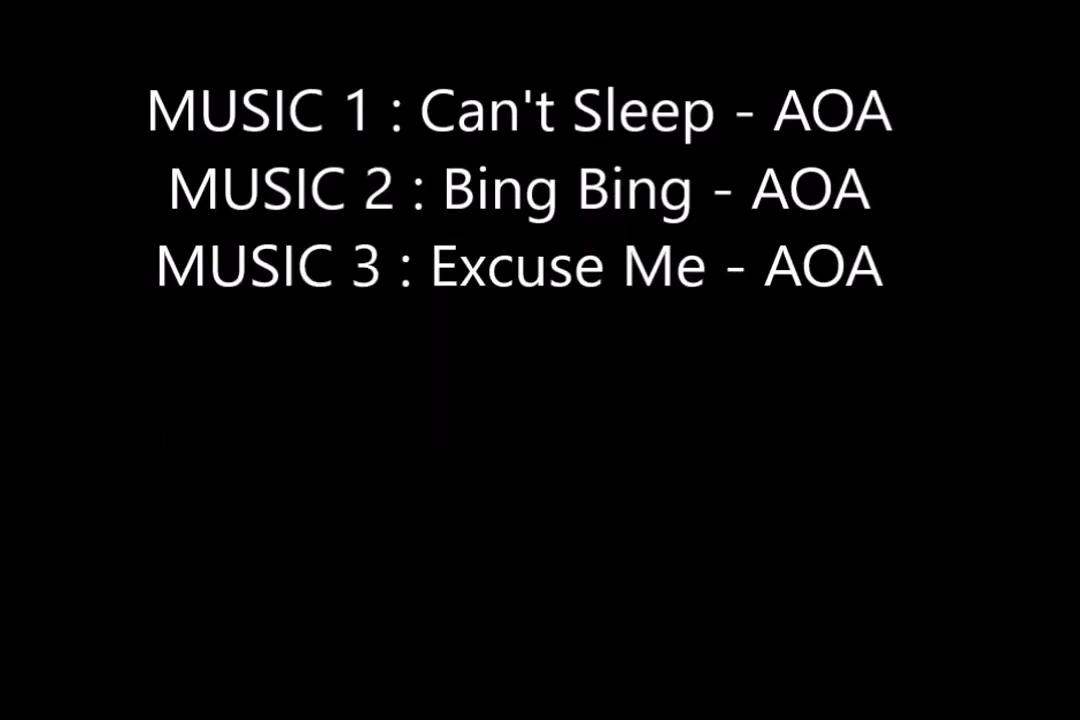 MUSIC 1 : Can't Sleep - AOA
MUSIC 2 : Bing Bing - AOA
MUSIC 3 : Excuse Me - AOA